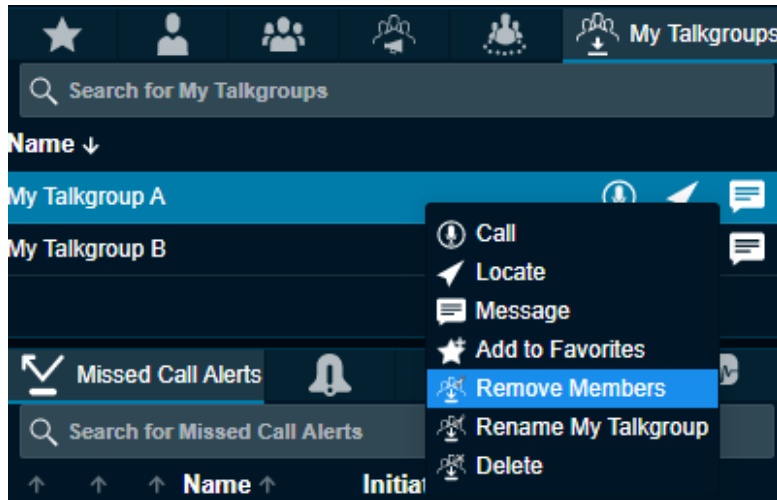 My Talkgroups
Search for My Talkgroups
Name ↓
My Talkgroup A
My Talkgroup B
Call
Locate
Message
Add to Favorites
Remove Members
Rename My Talkgroup
Delete
Missed Call Alerts
Search for Missed Call Alerts
↑ ↑ ↑ Name ↑ Initiat